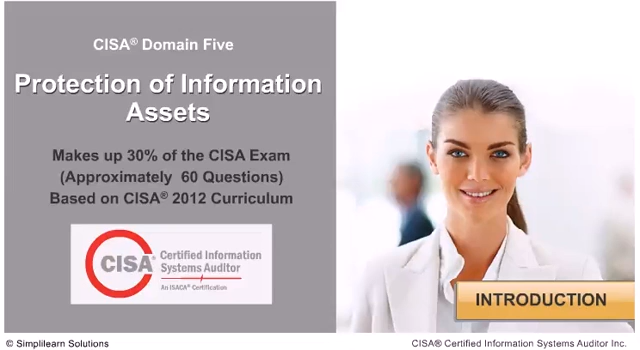 CISA® Domain Five
Protection of Information
Assets
Makes up 30% of the CISA Exam
(Approximately 60 Questions)
Based on CISA® 2012 Curriculum
CISA®
Certified Information
Systems Auditor
An ISACA® Certification
INTRODUCTION
© Simplilearn Solutions
CISA® Certified Information Systems Auditor Inc.